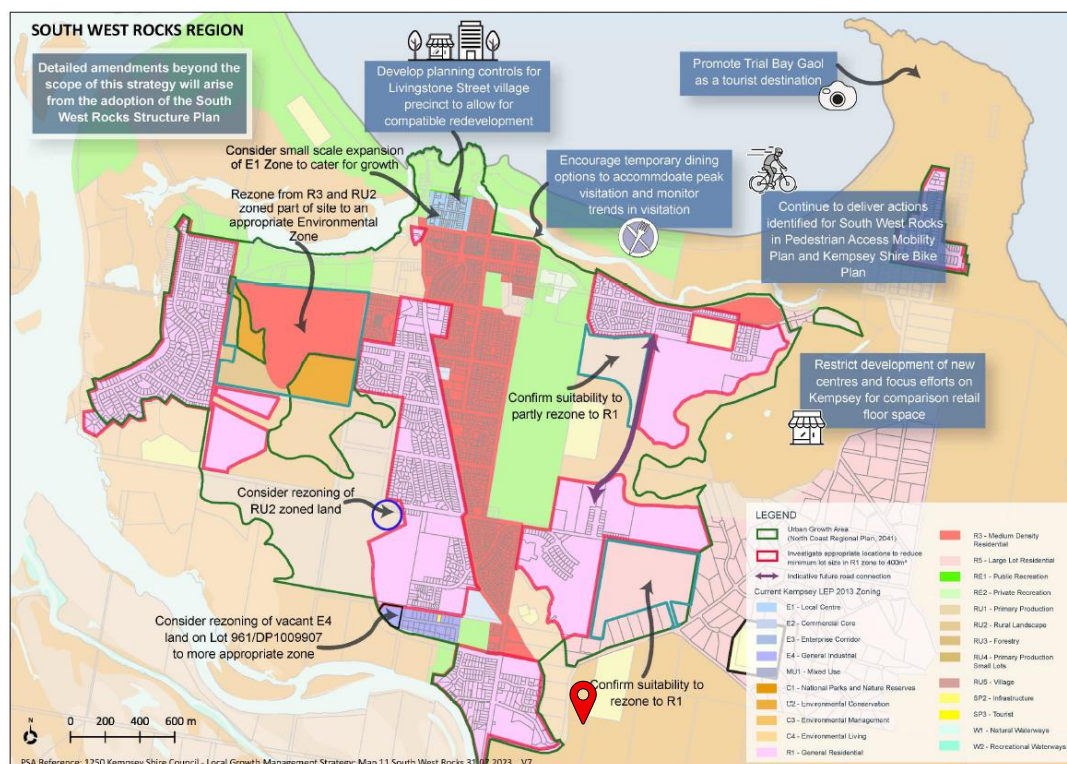 SOUTH WEST ROCKS REGION
Detailed amendments beyond the
scope of this strategy will arise
from the adoption of the South
West Rocks Structure Plan
Develop planning controls for
Livingstone Street village
precinct to allow for
compatible redevelopment
Promote Trial Bay Gaol
as a tourist destination
Consider small scale expansion
of E1 Zone to cater for growth
Rezone from R3 and RU2
zoned part of site to an
appropriate Environmental
Zone
Encourage temporary dining
options to accommdoate peak
visitation and monitor
trends in visitation
Continue to deliver actions
identified for South West Rocks
in Pedestrian Access Mobility
Plan and Kempsey Shire Bike
Plan
Restrict development of new
centres and focus efforts on
Kempsey for comparison retail
floor space
Confirm suitability to
partly rezone to R1
Consider rezoning of
RU2 zoned land
Consider rezoning of vacant E4
land on Lot 961/DP1009907
to more appropriate zone
Confirm suitability to
rezone to R1
LEGEND
Urban Growth Area
(North Coast Regional Plan, 2041)
Investigate appropriate locations to reduce
minimum lot size in R1 zone to 400m²
Indicative future road connection
Current Kempsey LEP 2013 Zoning
E1 - Local Centre
E2 - Commercial Core
E3 - Enterprise Corridor
E4 - General Industrial
MU1 - Mixed Use
C1 - National Parks and Nature Reserves
C2 - Environmental Conservation
C3 - Environmental Management
C4 - Environmental Living
R1 - General Residential
R3 - Medium Density
Residential
R5 - Large Lot Residential
RE1 - Public Recreation
RE2 - Private Recreation
RU1 - Primary Production
RU2 - Rural Landscape
RU3 - Forestry
RU4 - Primary Production
Small Lots
RU5 - Village
SP2 - Infrastructure
SP3 - Tourist
W1 - Natural Waterways
W2 - Recreational Waterways
N
0 200 400 600 m
PSA Reference: 1250 Kempsey Shire Council - Local Growth Management Strategy: Map 11 South West Rocks 31.07.2023 V7